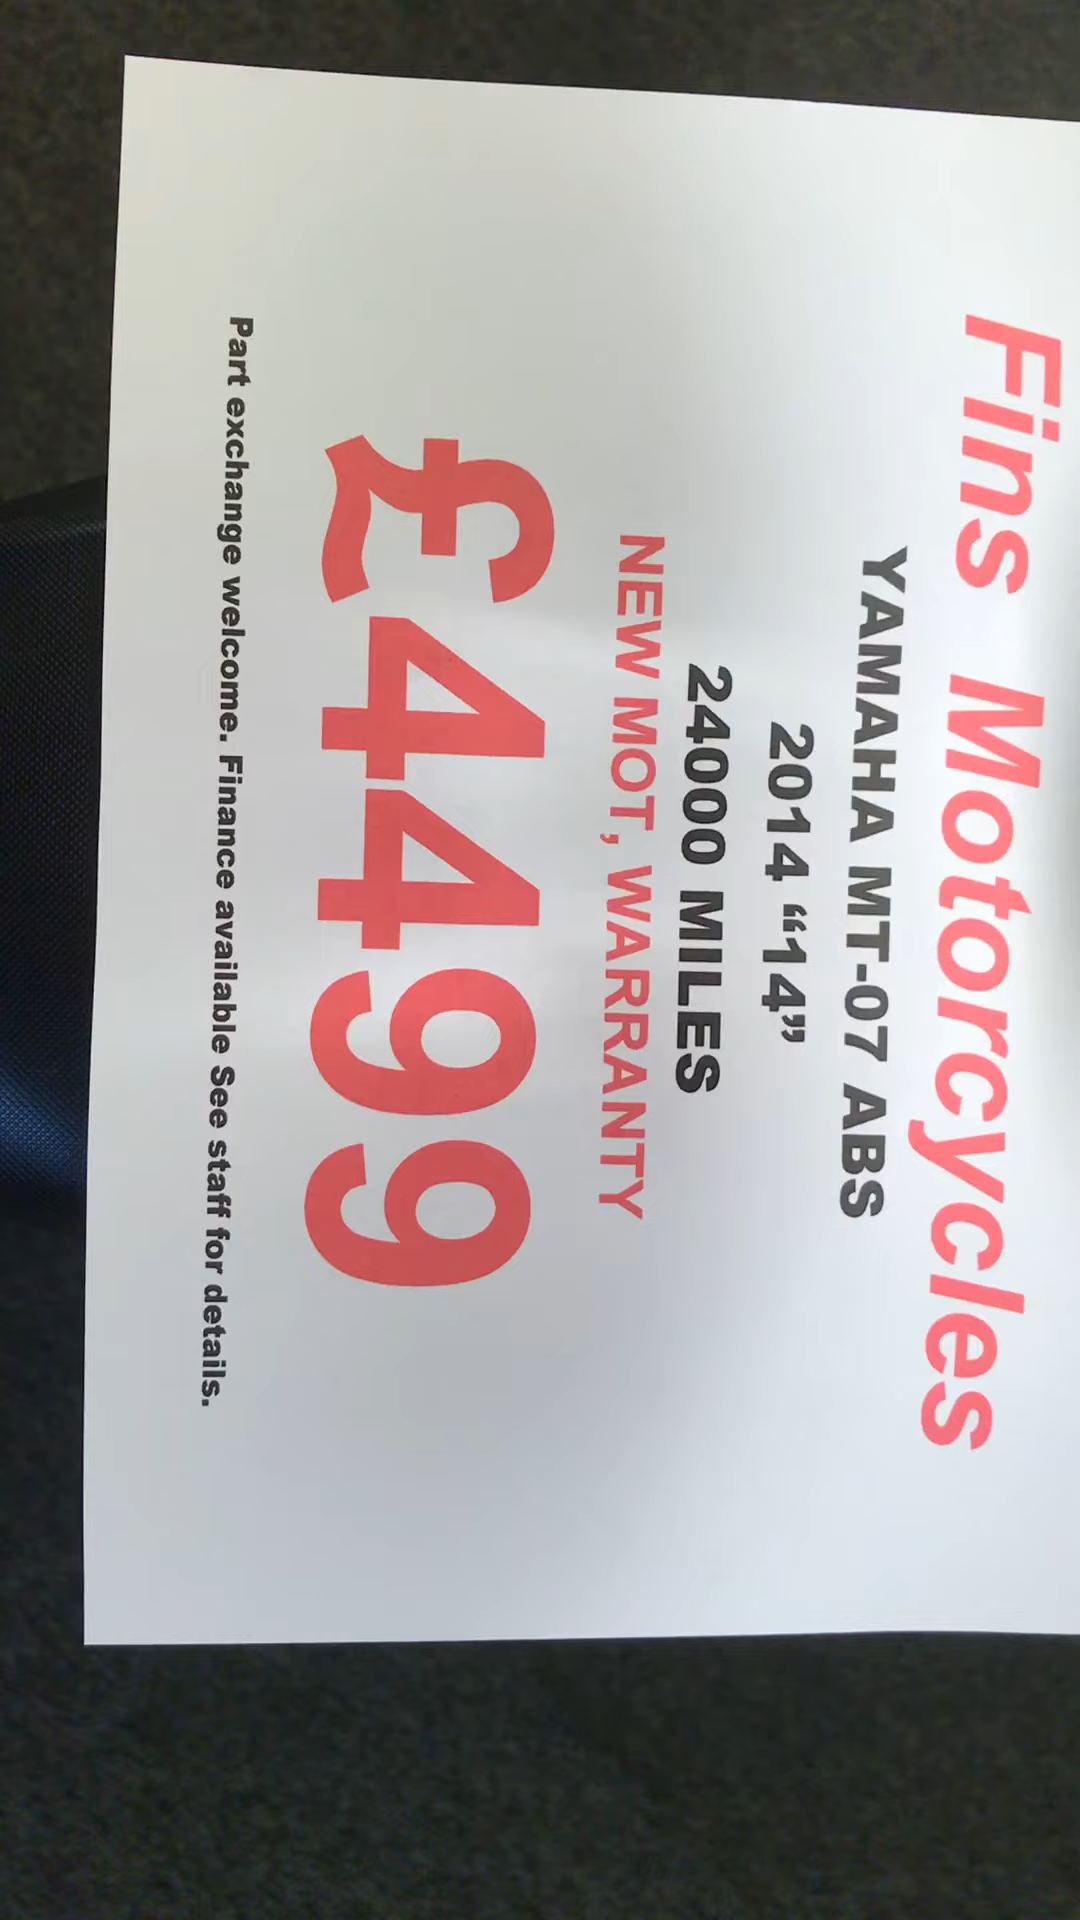 Fins Motorcycles
YAMAHA MT-07 ABS
2014 “14”
24000 MILES
NEW MOT, WARRANTY
£4499
Part exchange welcome. Finance available See staff for details.